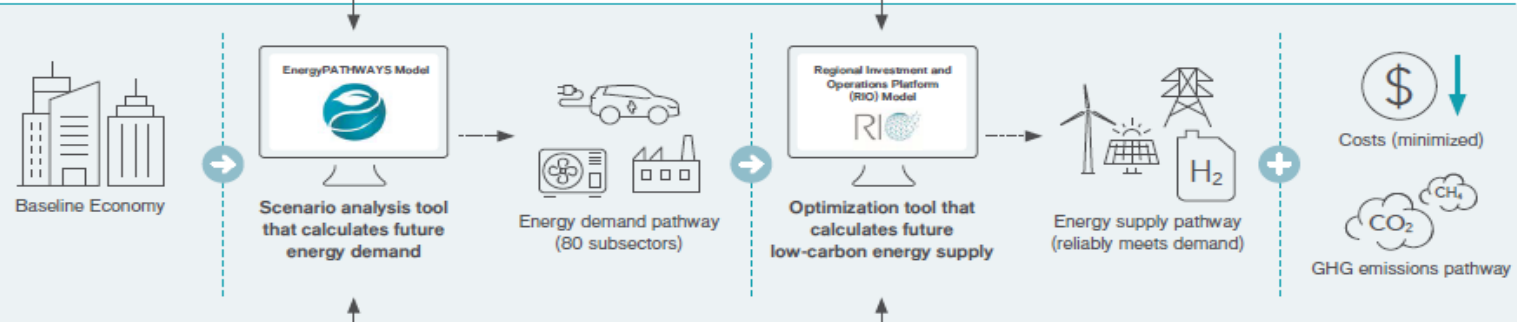 Baseline Economy
EnergyPATHWAYS Model
Scenario analysis tool
that calculates future
energy demand
Energy demand pathway
(80 subsectors)
Regional Investment and
Operations Platform
(RIO) Model
RIO
Optimization tool that
calculates future
low-carbon energy supply
H2
Energy supply pathway
(reliably meets demand)
$
Costs (minimized)
CH4
CO2
GHG emissions pathway